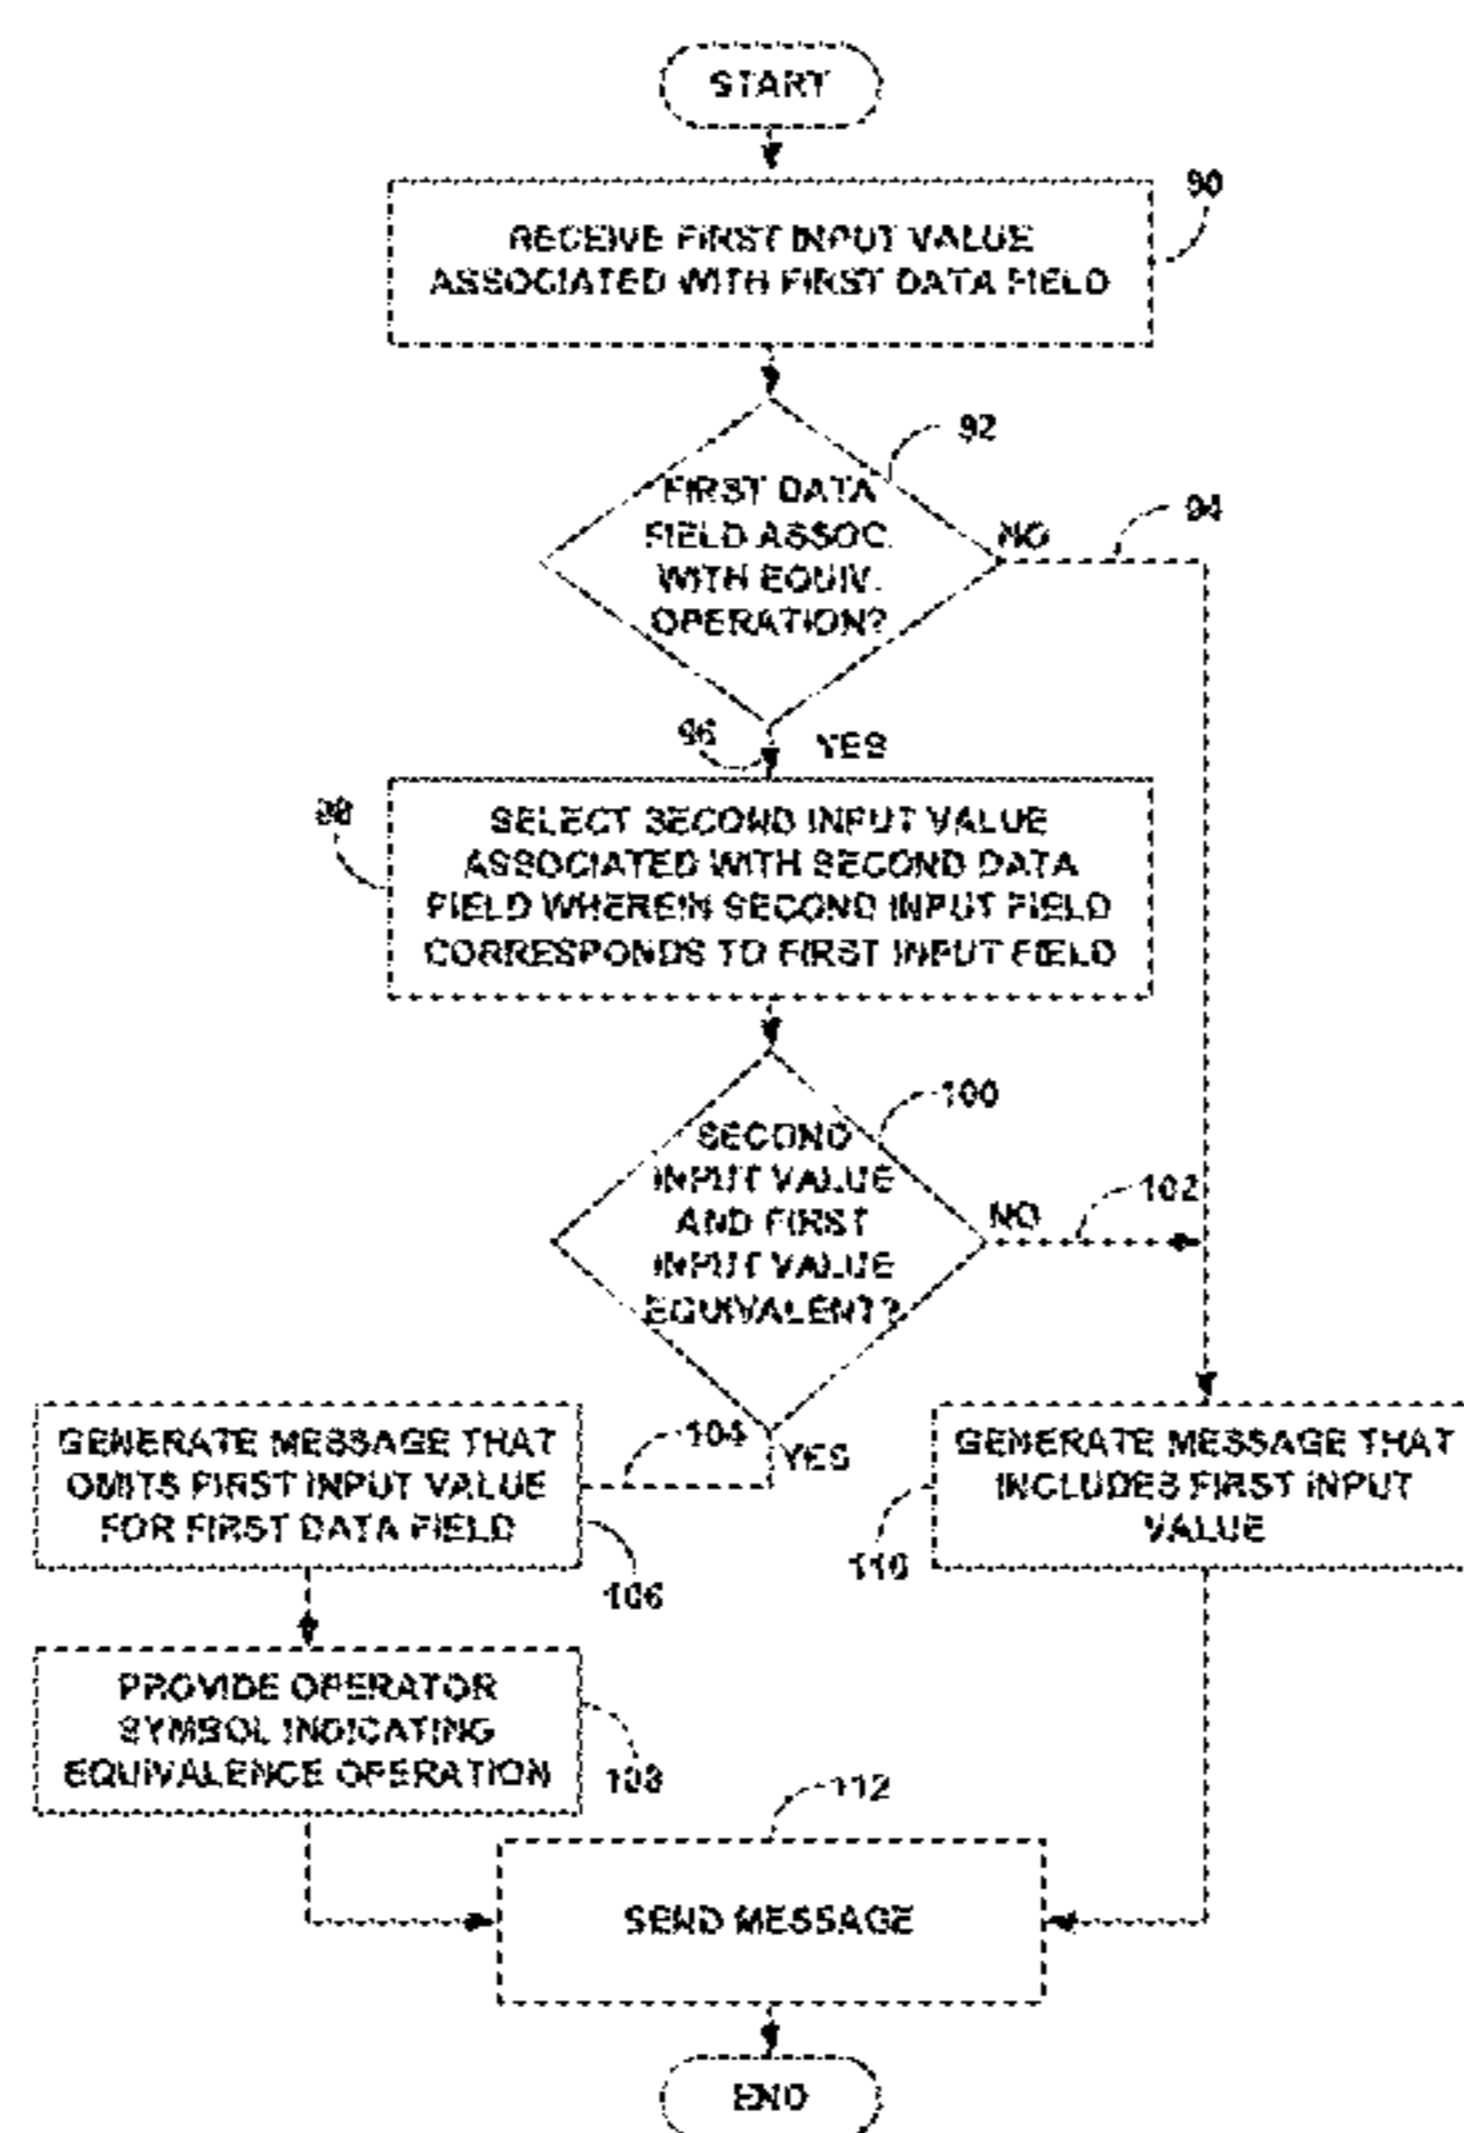 START
90
RECEIVE FIRST INPUT VALUE
ASSOCIATED WITH FIRST DATA FIELD
92
FIRST DATA
FIELD ASSOC.
WITH EQUIV.
OPERATION?
NO
94
96
YES
98
SELECT SECOND INPUT VALUE
ASSOCIATED WITH SECOND DATA
FIELD WHEREIN SECOND INPUT FIELD
CORRESPONDS TO FIRST INPUT FIELD
100
SECOND
INPUT VALUE
AND FIRST
INPUT VALUE
EQUIVALENT?
NO
102
104
YES
GENERATE MESSAGE THAT
OMITS FIRST INPUT VALUE
FOR FIRST DATA FIELD
106
GENERATE MESSAGE THAT
INCLUDES FIRST INPUT
VALUE
110
PROVIDE OPERATOR
SYMBOL INDICATING
EQUIVALENCE OPERATION
108
112
SEND MESSAGE
END